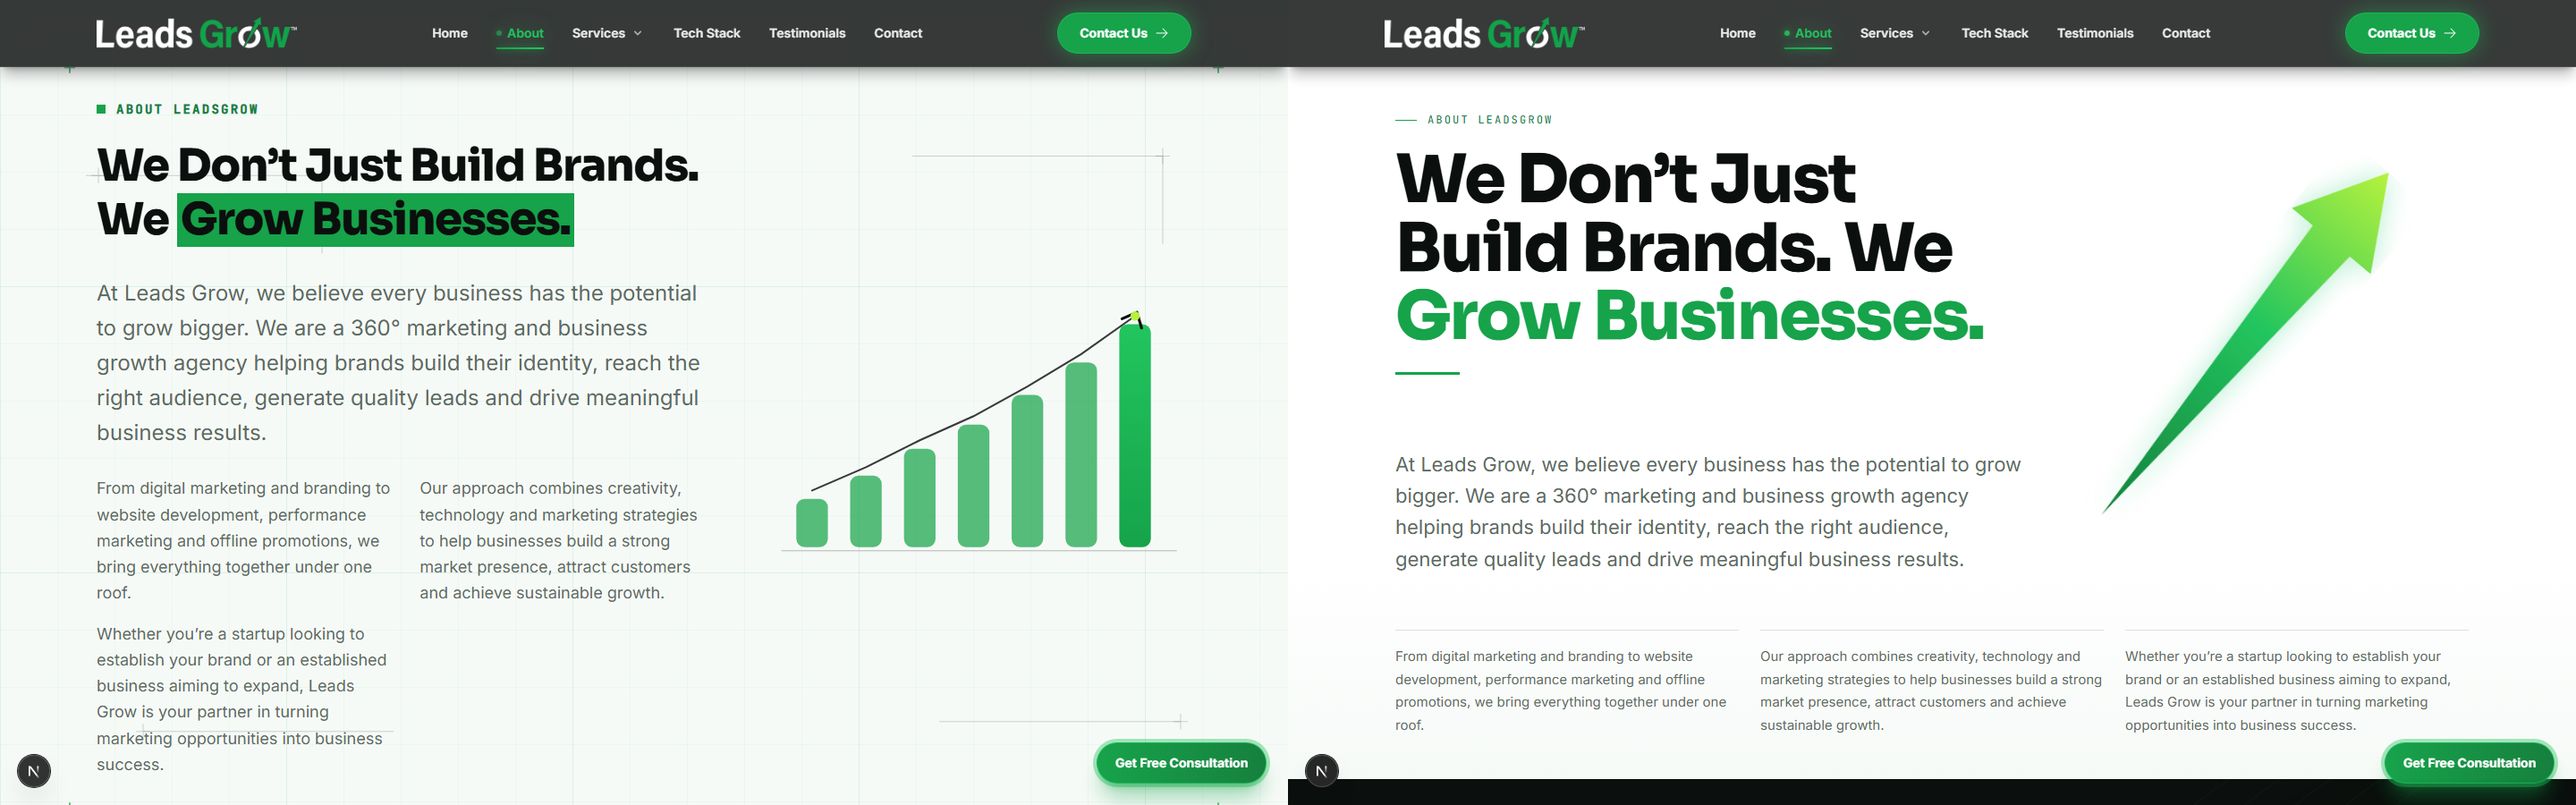 Leads Grow™
Home
About
Services
Tech Stack
Testimonials
Contact
Contact Us
ABOUT LEADSGROW
We Don’t Just Build Brands.
We Grow Businesses.
At Leads Grow, we believe every business has the potential
to grow bigger. We are a 360° marketing and business
growth agency helping brands build their identity, reach the
right audience, generate quality leads and drive meaningful
business results.
From digital marketing and branding to
website development, performance
marketing and offline promotions, we
bring everything together under one
roof.
Our approach combines creativity,
technology and marketing strategies
to help businesses build a strong
market presence, attract customers
and achieve sustainable growth.
Whether you’re a startup looking to
establish your brand or an established
business aiming to expand, Leads
Grow is your partner in turning
marketing opportunities into business
success.
N
Get Free Consultation
Leads Grow™
Home
About
Services
Tech Stack
Testimonials
Contact
Contact Us
ABOUT LEADSGROW
We Don’t Just
Build Brands. We
Grow Businesses.
At Leads Grow, we believe every business has the potential to grow
bigger. We are a 360° marketing and business growth agency
helping brands build their identity, reach the right audience,
generate quality leads and drive meaningful business results.
From digital marketing and branding to website
development, performance marketing and offline
promotions, we bring everything together under one
roof.
Our approach combines creativity, technology and
marketing strategies to help businesses build a strong
market presence, attract customers and achieve
sustainable growth.
Whether you’re a startup looking to establish your
brand or an established business aiming to expand,
Leads Grow is your partner in turning marketing
opportunities into business success.
N
Get Free Consultation